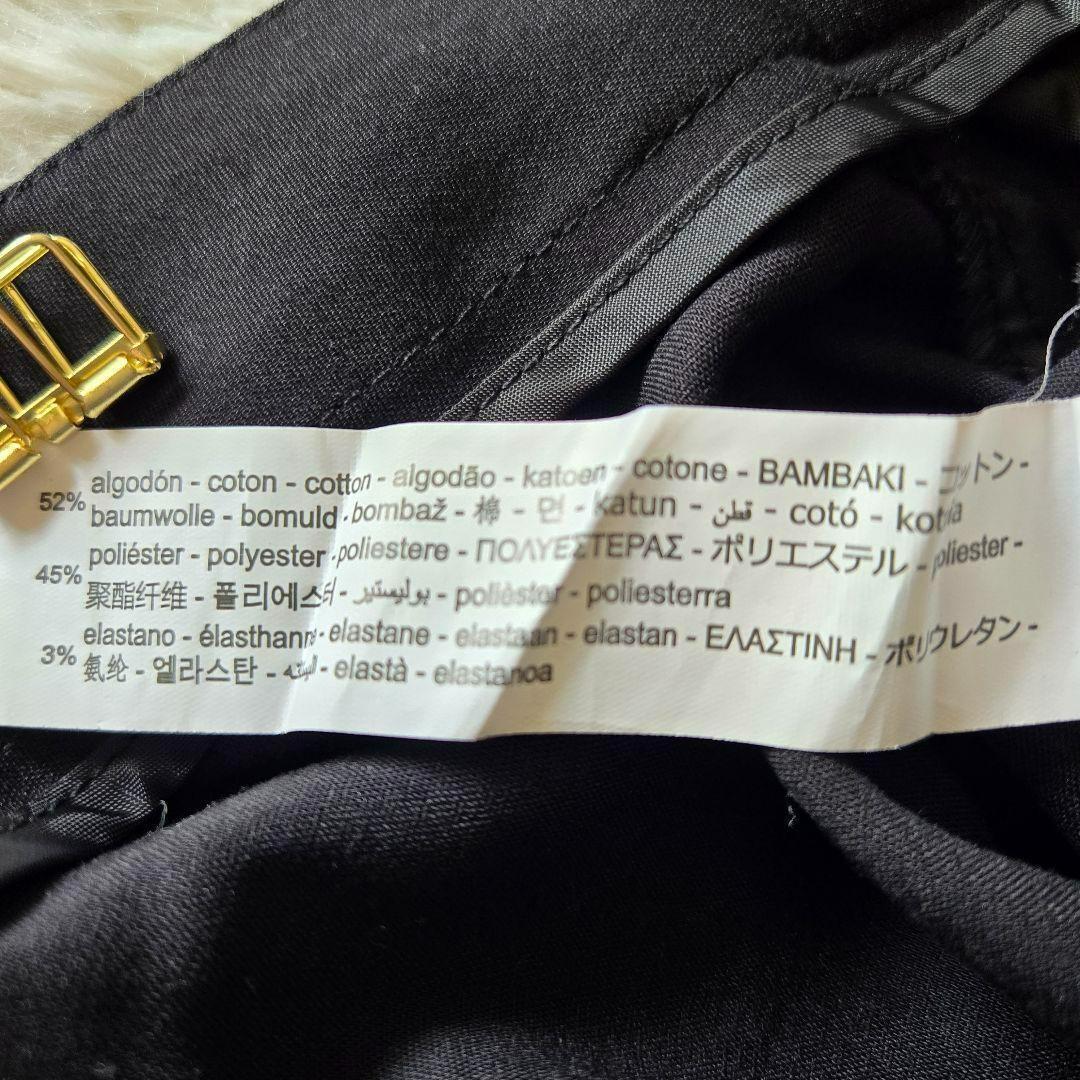 52% algodón - coton - cotton - algodão - katoen - cotone - BAMBAKI - コットン -
baumwolle - bomuld - bombaž - 棉 - 면 - katun - قطن - cotó - kotoia
45% poliéster - polyester - poliestere - ΠΟΛΥΕΣΤΕΡΑΣ - ポリエステル - poliester -
聚酯纤维 - 폴리에스터 - بوليستير - polièster - poliesterra
3% elastano - élasthanne - elastane - elastaan - elastan - ΕΛΑΣΤΙΝΗ - ポリウレタン -
氨纶 - 엘라스탄 - elastà - elastanoa